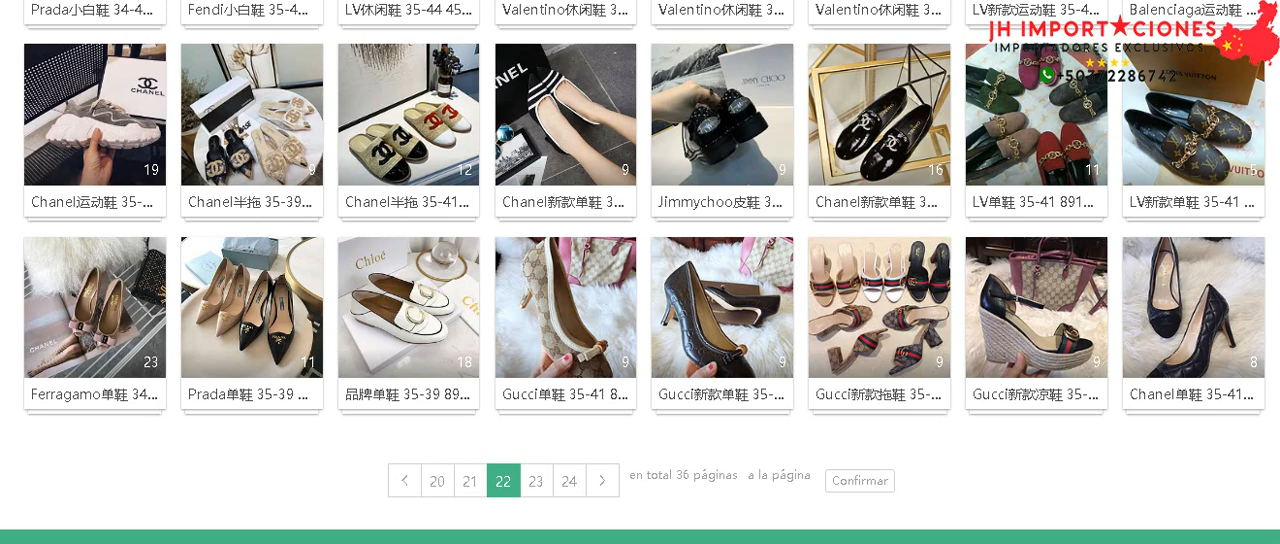 Prada小白鞋 34-4...
Fendi小白鞋 35-4...
LV休闲鞋 35-44 45...
Valentino休闲鞋 3...
Valentino休闲鞋 3...
Valentino休闲鞋 3...
LV新款运动鞋 35-4...
Balenciaga运动鞋 ...
JH IMPORT★CIONES
IMPORTADORES EXCLUSIVOS
CHANEL
19
9
12
CHANEL
9
JIMMY CHOO
9
16
11
VUITTON
5
Chanel运动鞋 35-...
Chanel半拖 35-39...
Chanel半拖 35-41...
Chanel新款单鞋 3...
Jimmychoo皮鞋 3...
Chanel新款单鞋 3...
LV单鞋 35-41 891...
LV新款单鞋 35-41 ...
CHANEL
23
11
Chloé
18
9
9
9
9
8
Ferragamo单鞋 34...
Prada单鞋 35-39 ...
品牌单鞋 35-39 89...
Gucci单鞋 35-41 8...
Gucci新款单鞋 35-...
Gucci新款拖鞋 35-...
Gucci新款凉鞋 35-...
Chanel单鞋 35-41...
< 20 21 22 23 24 > en total 36 páginas a la página Confirmar